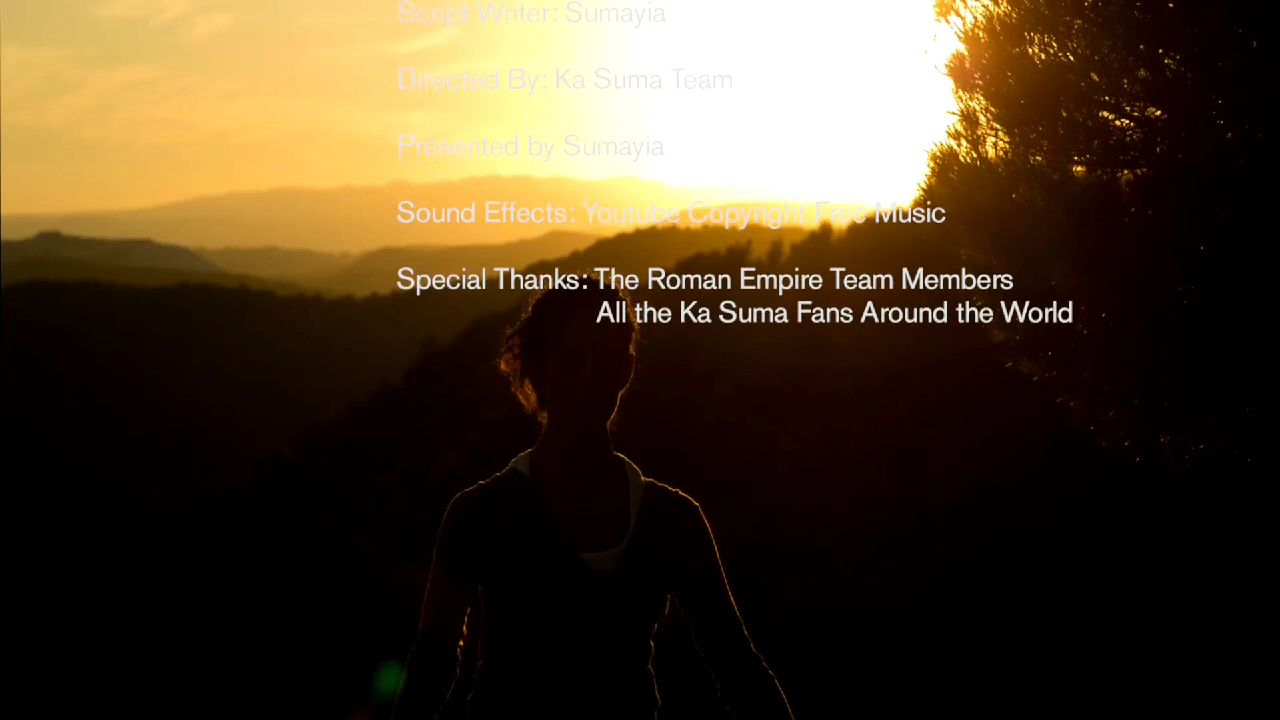 Script Writer: Sumayia
Directed By: Ka Suma Team
Presented by Sumayia
Sound Effects: Youtube Copyright Free Music
Special Thanks: The Roman Empire Team Members
All the Ka Suma Fans Around the World